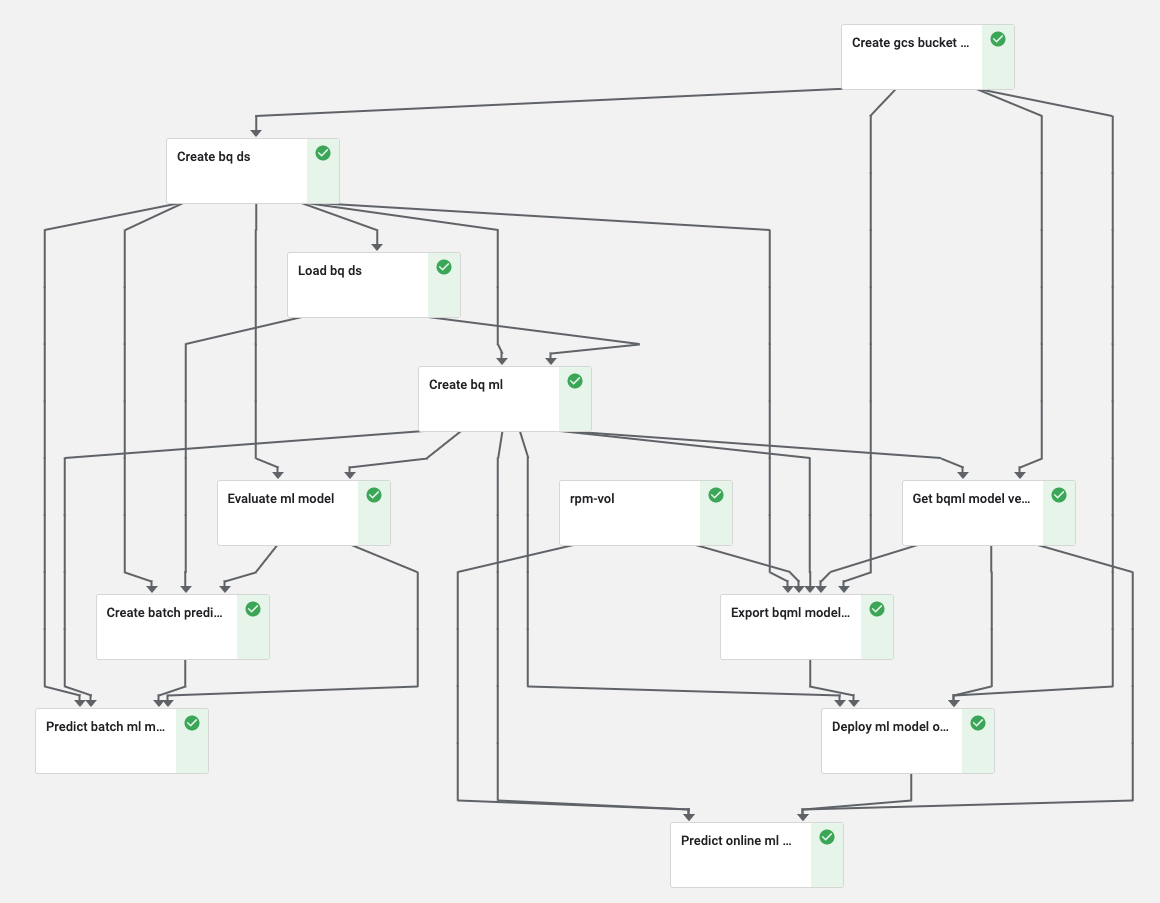 Create gcs bucket ...
Create bq ds
Load bq ds
Create bq ml
Evaluate ml model
rpm-vol
Get bqml model ve...
Create batch predi...
Export bqml model...
Predict batch ml m...
Deploy ml model o...
Predict online ml ...